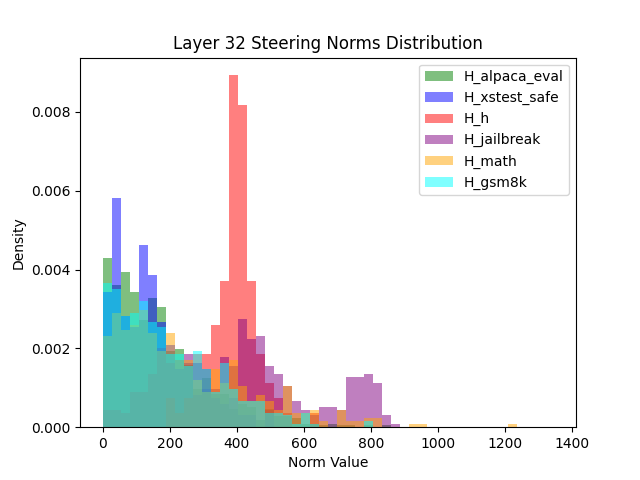 Layer 32 Steering Norms Distribution
H_alpaca_eval
H_xstest_safe
H_h
H_jailbreak
H_math
H_gsm8k
Density
0.008
0.006
0.004
0.002
0.000
0 200 400 600 800 1000 1200 1400
Norm Value